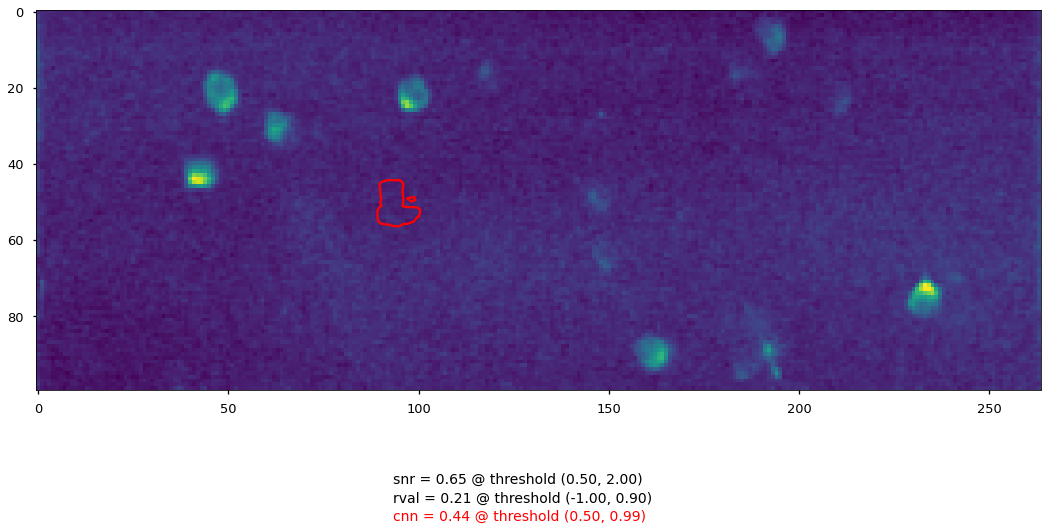 0
20
40
60
80
0 50 100 150 200 250
snr = 0.65 @ threshold (0.50, 2.00)
rval = 0.21 @ threshold (-1.00, 0.90)
cnn = 0.44 @ threshold (0.50, 0.99)